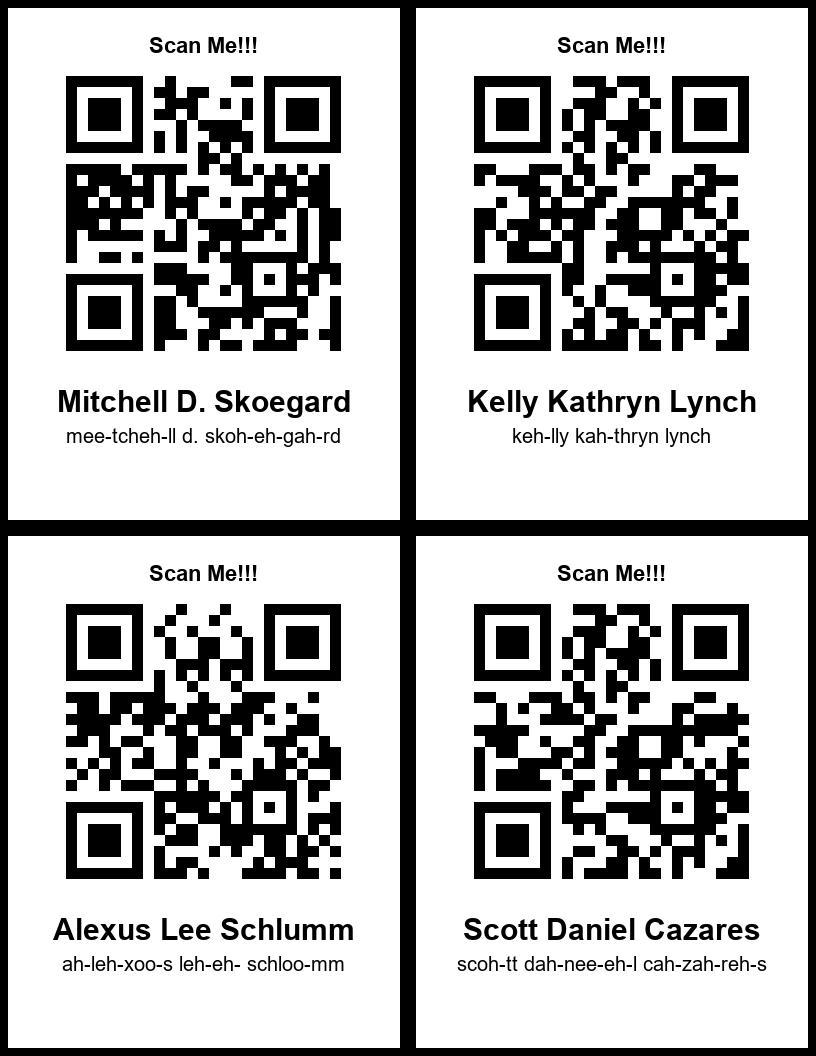 Scan Me!!!
Mitchell D. Skoegard
mee-tcheh-ll d. skoh-eh-gah-rd
Scan Me!!!
Kelly Kathryn Lynch
keh-lly kah-thryn lynch
Scan Me!!!
Alexus Lee Schlumm
ah-leh-xoo-s leh-eh- schloo-mm
Scan Me!!!
Scott Daniel Cazares
scoh-tt dah-nee-eh-l cah-zah-reh-s